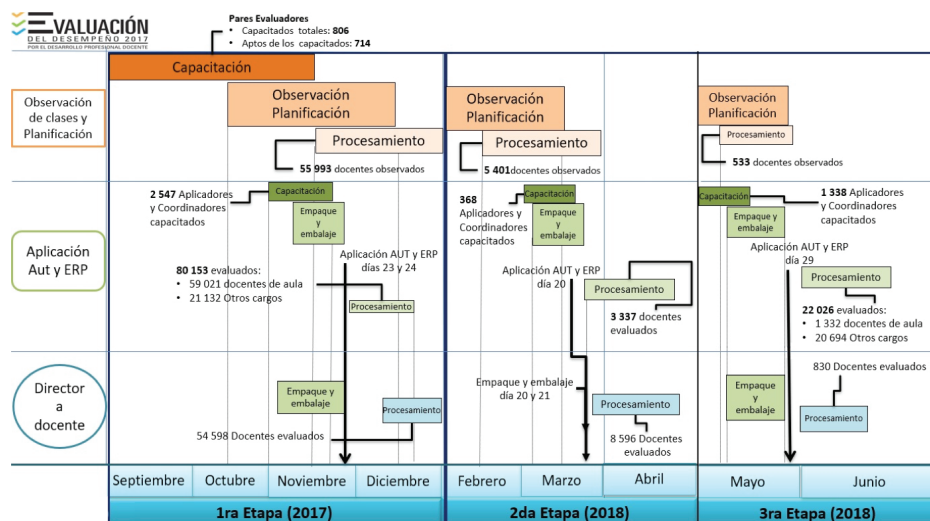 EVALUACIÓN
DEL DESEMPEÑO 2017
POR EL DESARROLLO PROFESIONAL DOCENTE
Pares Evaluadores
• Capacitados totales: 806
• Aptos de los capacitados: 714
Observación
de clases y
Planificación
Capacitación
Observación
Planificación
Procesamiento
55 993 docentes observados
Observación
Planificación
Procesamiento
5 401 docentes observados
Observación
Planificación
Procesamiento
533 docentes observados
Aplicación
Aut y ERP
2 547 Aplicadores
y Coordinadores
capacitados
Capacitación
Empaque
y
embalaje
Aplicación AUT y ERP
días 23 y 24
80 153 evaluados:
• 59 021 docentes de aula
• 21 132 Otros cargos
Procesamiento
368
Aplicadores y
Coordinadores
capacitados
Capacitación
Empaque
y
embalaje
Aplicación AUT y ERP
día 20
Procesamiento
3 337 docentes
evaluados
Capacitación
1 338 Aplicadores
y Coordinadores
capacitados
Empaque y
embalaje
Aplicación AUT y ERP
día 29
Procesamiento
22 026 evaluados:
• 1 332 docentes de aula
• 20 694 Otros cargos
Director
a
docente
Empaque y
embalaje
Procesamiento
54 598 Docentes evaluados
Empaque y embalaje
día 20 y 21
Procesamiento
8 596 Docentes
evaluados
Empaque y
embalaje
830 Docentes evaluados
Procesamiento
Septiembre
Octubre
Noviembre
Diciembre
Febrero
Marzo
Abril
Mayo
Junio
1ra Etapa (2017)
2da Etapa (2018)
3ra Etapa (2018)